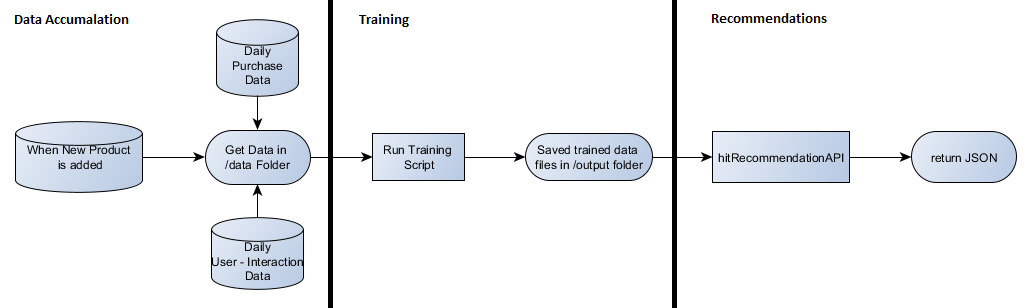 Data Accumalation
Training
Recommendations
Daily
Purchase
Data
When New Product
is added
Get Data in
/data Folder
Daily
User - Interaction
Data
Run Training
Script
Saved trained data
files in /output folder
hitRecommendationAPI
return JSON